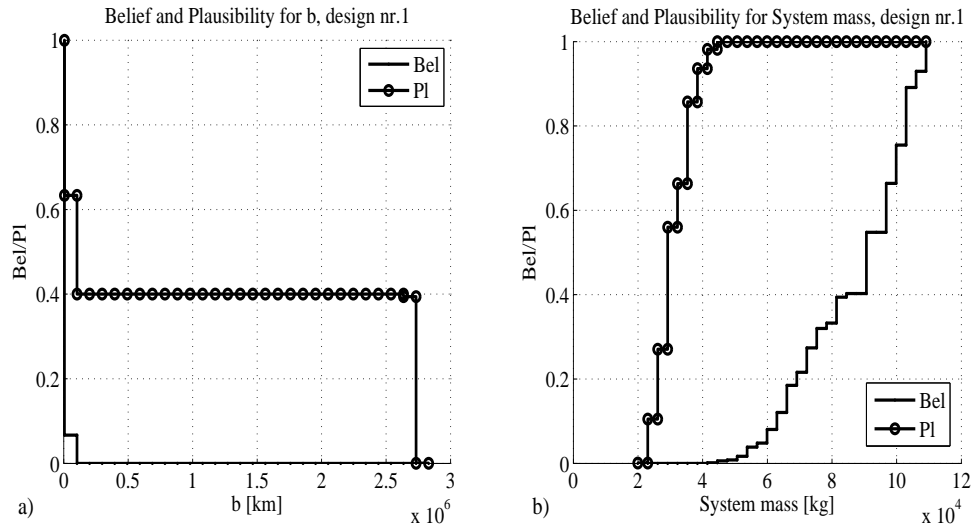 Belief and Plausibility for b, design nr.1
1
0.8
0.6
0.4
0.2
0
Bel/Pl
Bel
Pl
0
0.5
1
1.5
2
2.5
3
x 10^6
b [km]
a)
Belief and Plausibility for System mass, design nr.1
1
0.8
0.6
0.4
0.2
0
Bel/Pl
Bel
Pl
0
2
4
6
8
10
12
x 10^4
System mass [kg]
b)